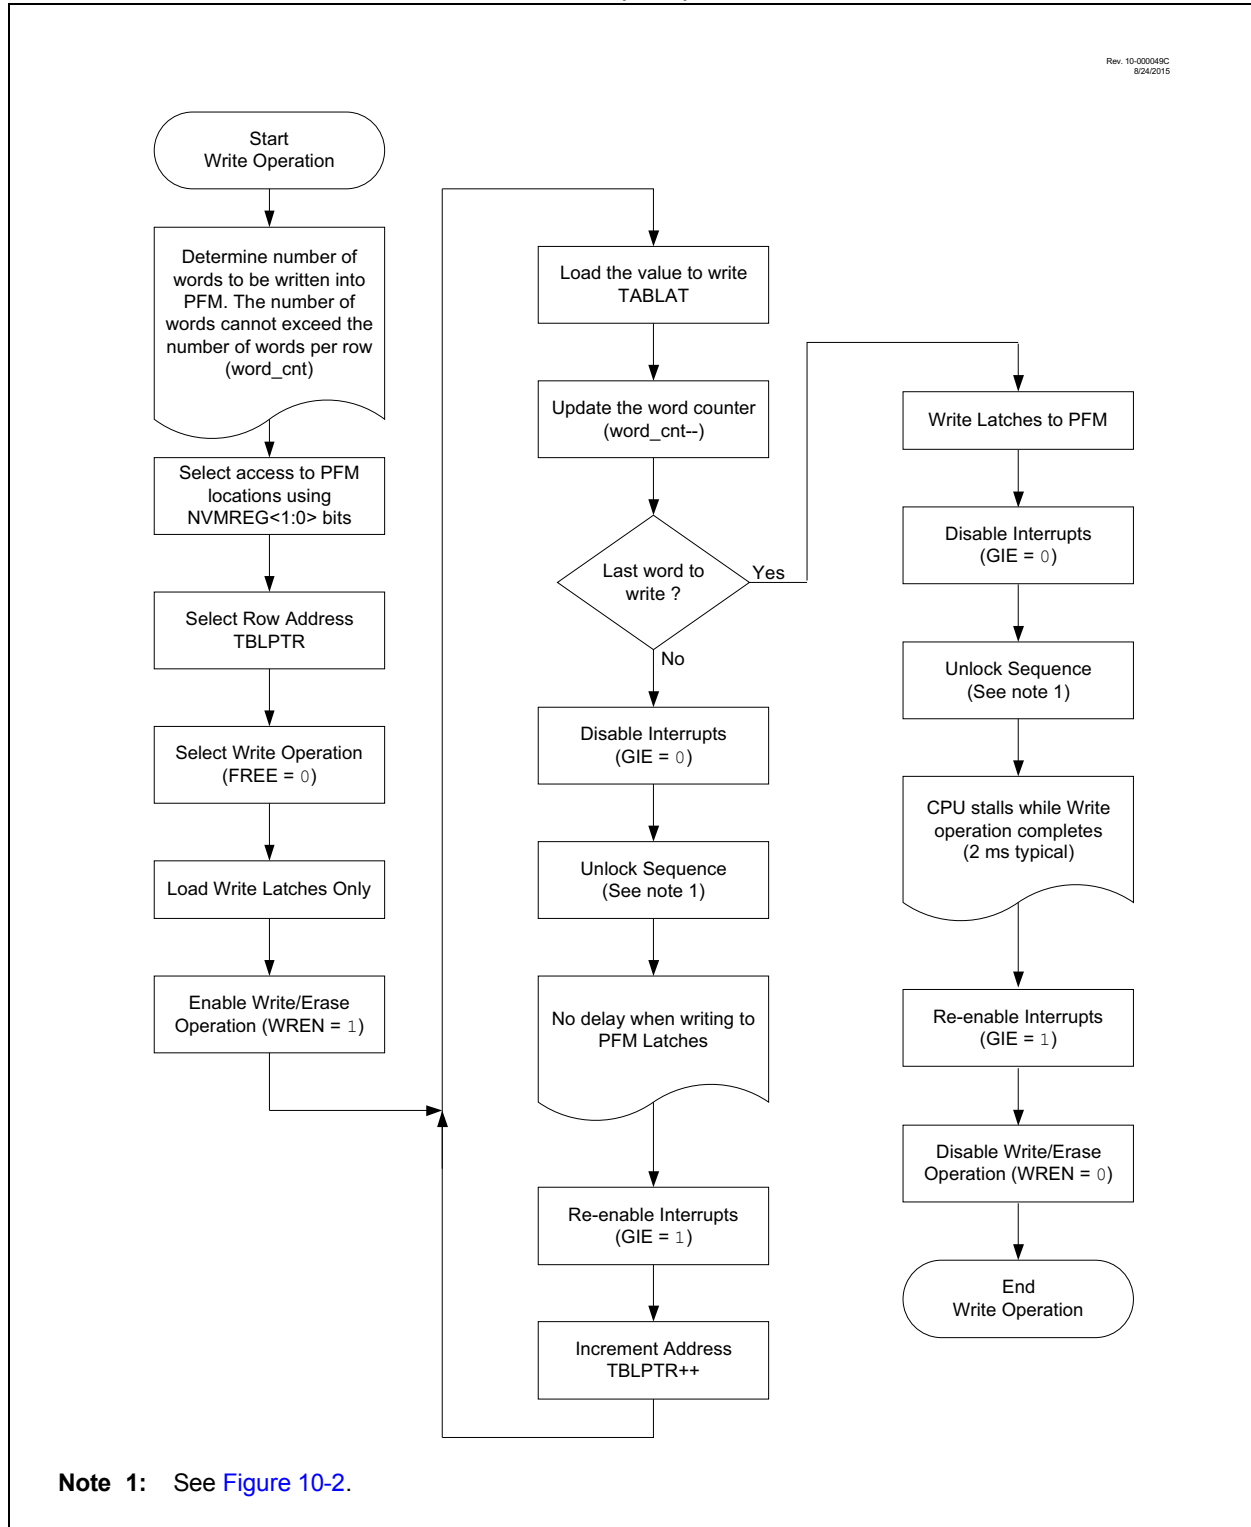 Rev. 10-000049C
8/24/2015
Start
Write Operation
Determine number of
words to be written into
PFM. The number of
words cannot exceed the
number of words per row
(word_cnt)
Select access to PFM
locations using
NVMREG<1:0> bits
Select Row Address
TBLPTR
Select Write Operation
(FREE = 0)
Load Write Latches Only
Enable Write/Erase
Operation (WREN = 1)
Load the value to write
TABLAT
Update the word counter
(word_cnt--)
Last word to
write ?
Yes
No
Disable Interrupts
(GIE = 0)
Unlock Sequence
(See note 1)
No delay when writing to
PFM Latches
Re-enable Interrupts
(GIE = 1)
Increment Address
TBLPTR++
Write Latches to PFM
Disable Interrupts
(GIE = 0)
Unlock Sequence
(See note 1)
CPU stalls while Write
operation completes
(2 ms typical)
Re-enable Interrupts
(GIE = 1)
Disable Write/Erase
Operation (WREN = 0)
End
Write Operation
Note 1: See Figure 10-2.